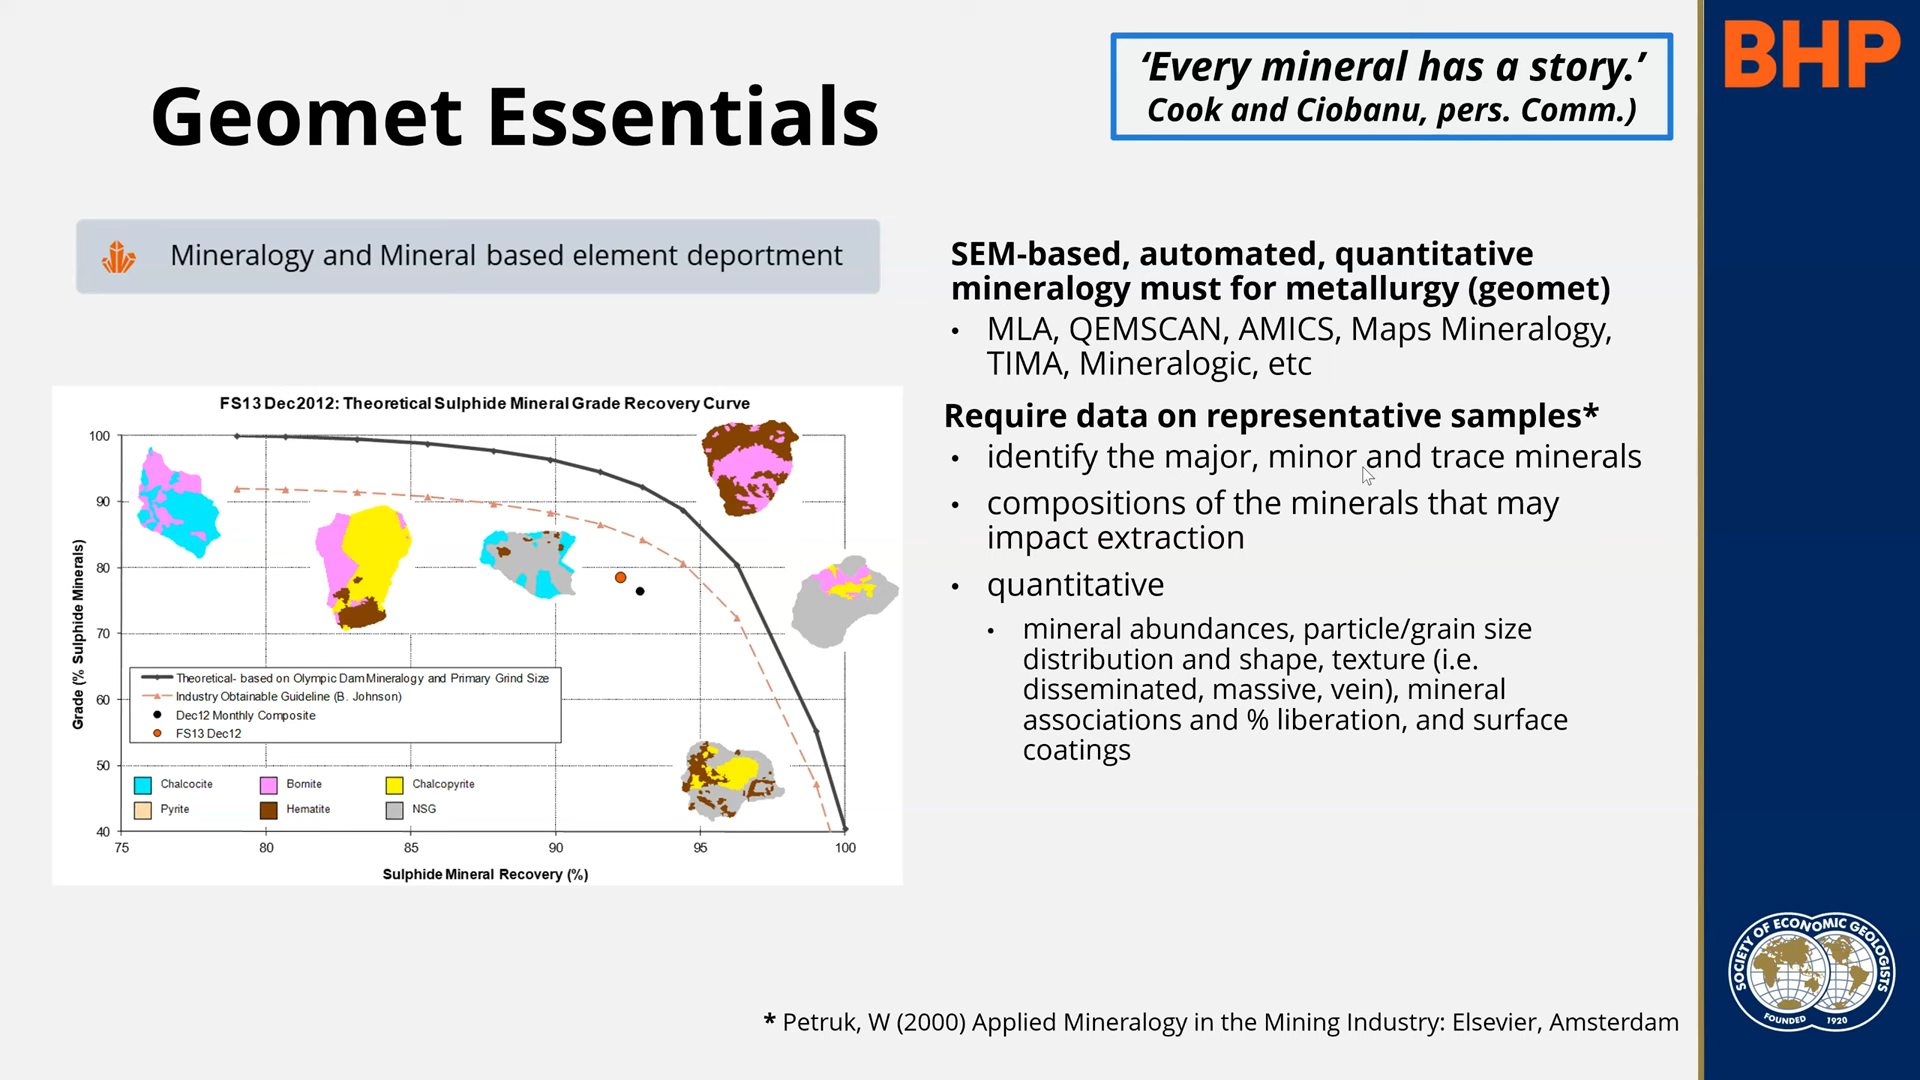 Geomet Essentials
‘Every mineral has a story.’
Cook and Ciobanu, pers. Comm.)
BHP
Mineralogy and Mineral based element deportment
FS13 Dec2012: Theoretical Sulphide Mineral Grade Recovery Curve
Grade (% Sulphide Minerals)
100
90
80
70
60
50
40
Theoretical- based on Olympic Dam Mineralogy and Primary Grind Size
Industry Obtainable Guideline (B. Johnson)
Dec12 Monthly Composite
FS13 Dec12
Chalcocite
Bornite
Chalcopyrite
Pyrite
Hematite
NSG
75
80
85
90
95
100
Sulphide Mineral Recovery (%)
SEM-based, automated, quantitative
mineralogy must for metallurgy (geomet)
• MLA, QEMSCAN, AMICS, Maps Mineralogy,
TIMA, Mineralogic, etc
Require data on representative samples*
• identify the major, minor and trace minerals
• compositions of the minerals that may
impact extraction
• quantitative
• mineral abundances, particle/grain size
distribution and shape, texture (i.e.
disseminated, massive, vein), mineral
associations and % liberation, and surface
coatings
* Petruk, W (2000) Applied Mineralogy in the Mining Industry: Elsevier, Amsterdam
SOCIETY OF ECONOMIC GEOLOGISTS
FOUNDED 1920